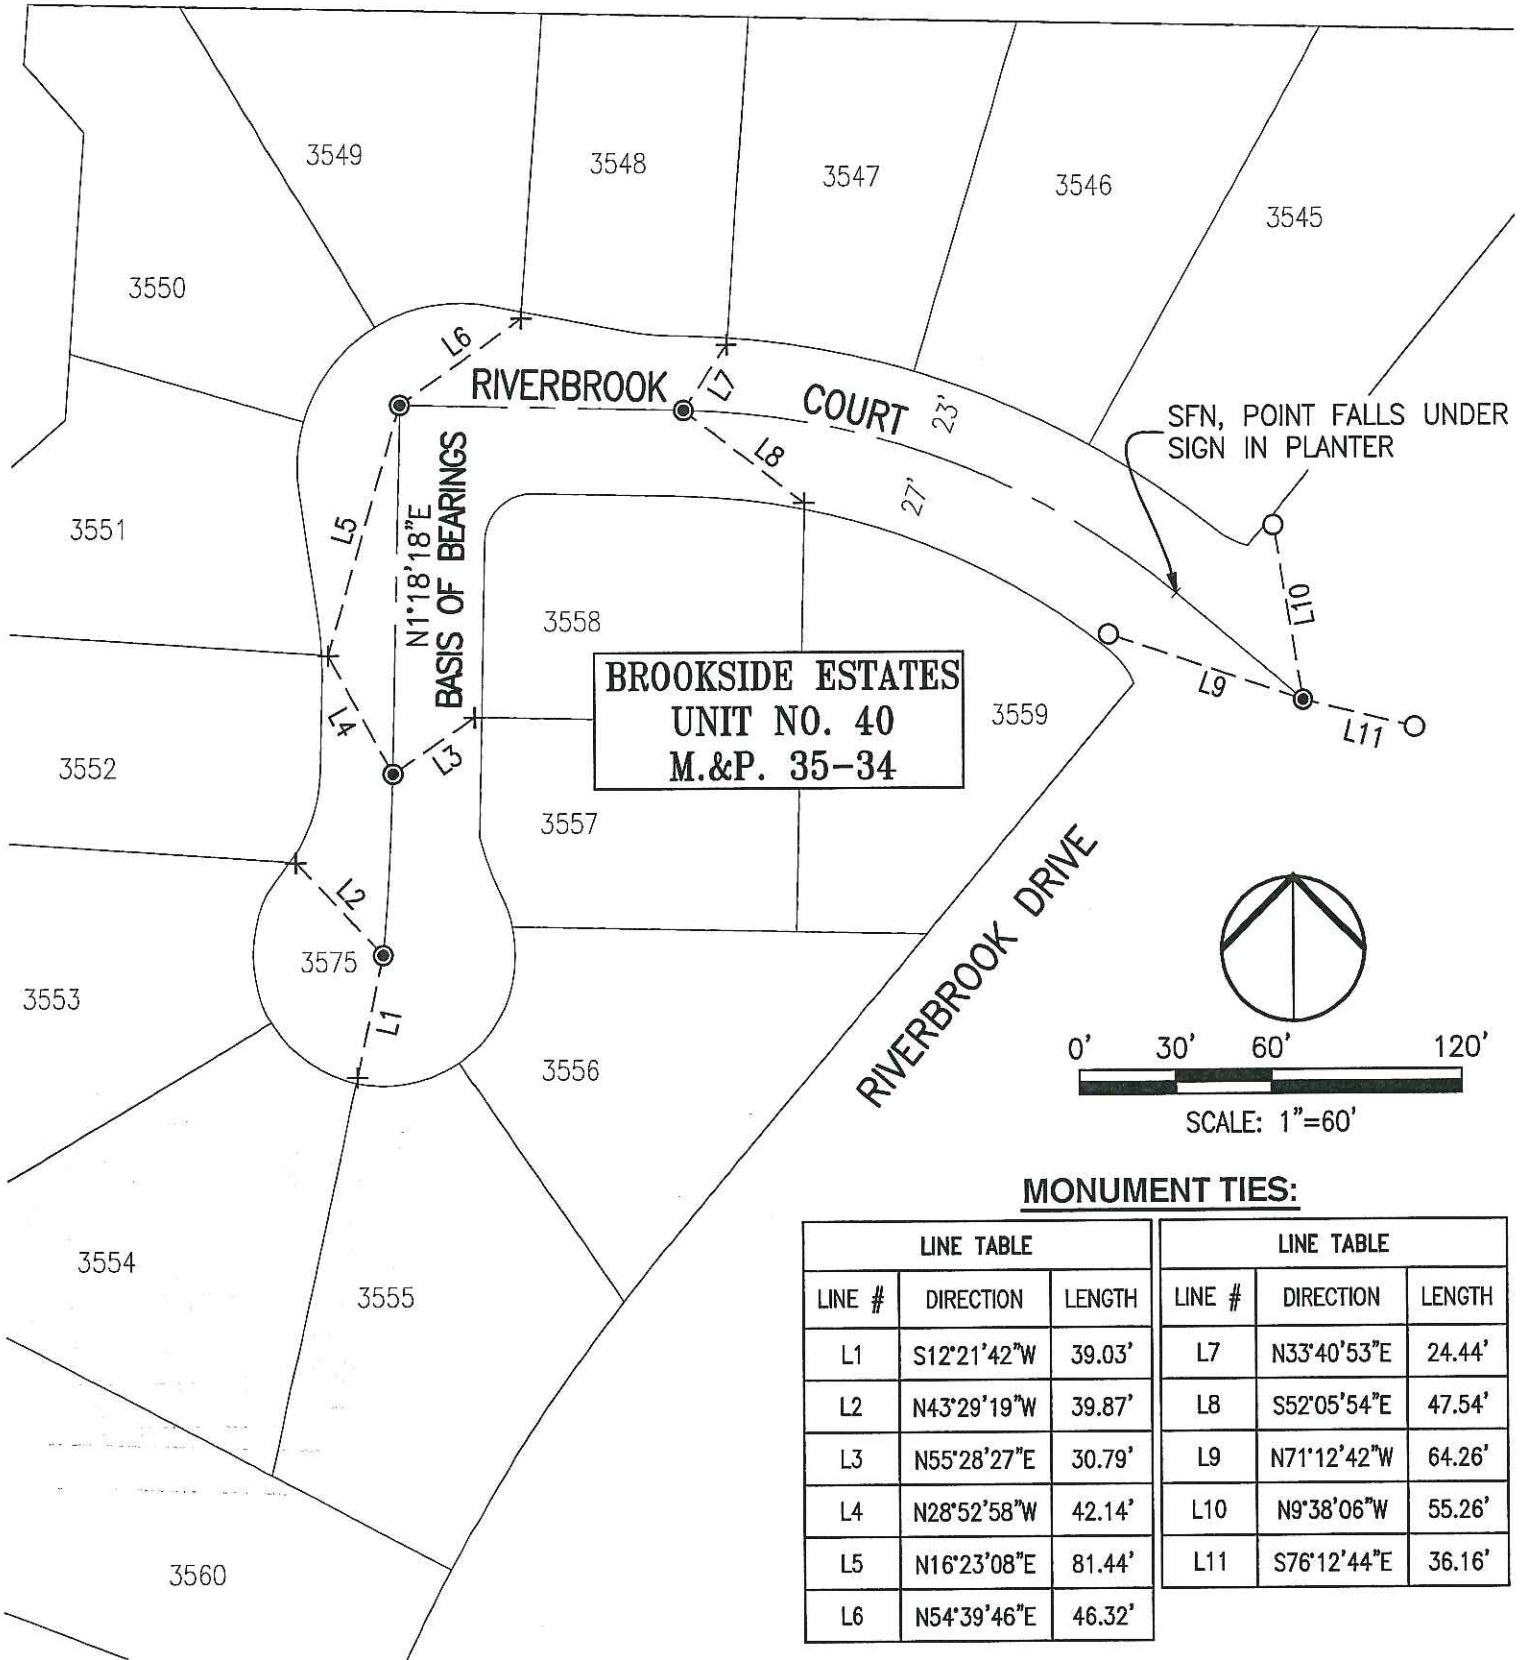 3549
3548
3547
3546
3545
3550
L6
RIVERBROOK
L7
COURT
23'
SFN, POINT FALLS UNDER
SIGN IN PLANTER
L8
27'
L5
N1°18'18"E
BASIS OF BEARINGS
3551
3558
L10
L4
L3
BROOKSIDE ESTATES
UNIT NO. 40
M.&P. 35-34
3559
L9
L11
3552
3557
RIVERBROOK DRIVE
L2
3575
3553
L1
3556
0' 30' 60' 120'
SCALE: 1"=60'
3554
3555
3560
MONUMENT TIES:
LINE TABLE
LINE # DIRECTION LENGTH
L1 S12°21'42"W 39.03'
L2 N43°29'19"W 39.87'
L3 N55°28'27"E 30.79'
L4 N28°52'58"W 42.14'
L5 N16°23'08"E 81.44'
L6 N54°39'46"E 46.32'
LINE TABLE
LINE # DIRECTION LENGTH
L7 N33°40'53"E 24.44'
L8 S52°05'54"E 47.54'
L9 N71°12'42"W 64.26'
L10 N9°38'06"W 55.26'
L11 S76°12'44"E 36.16'